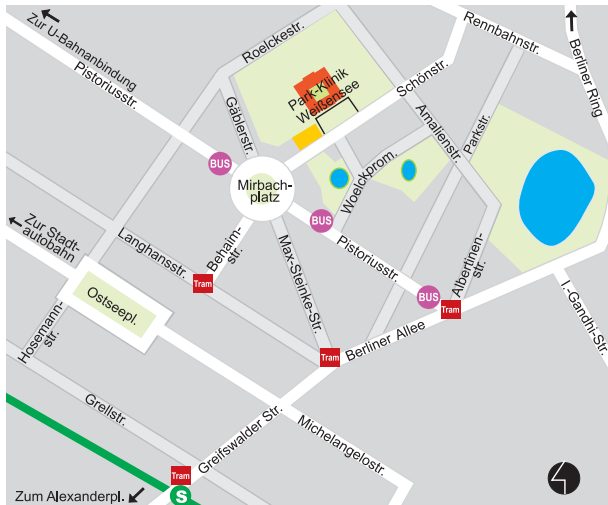 Zur U-Bahnanbindung
Pistoriusstr.
Roelckestr.
Rennbahnstr.
Berliner Ring
Park-Klinik
Weißensee
Schönstr.
Gäblerstr.
Amalienstr.
Parkstr.
BUS
Mirbach-
platz
Woelckprom.
BUS
Pistoriusstr.
Zur Stadt-
autobahn
Langhansstr.
Behaim-
str.
Max-Steinke-Str.
Albertinen-
str.
Tram
BUS
Tram
Ostseepl.
Hosemann-
str.
Berliner Allee
I.-Gandhi-Str.
Tram
Grellstr.
Greifswalder Str.
Michelangelostr.
Tram
S
Zum Alexanderpl.